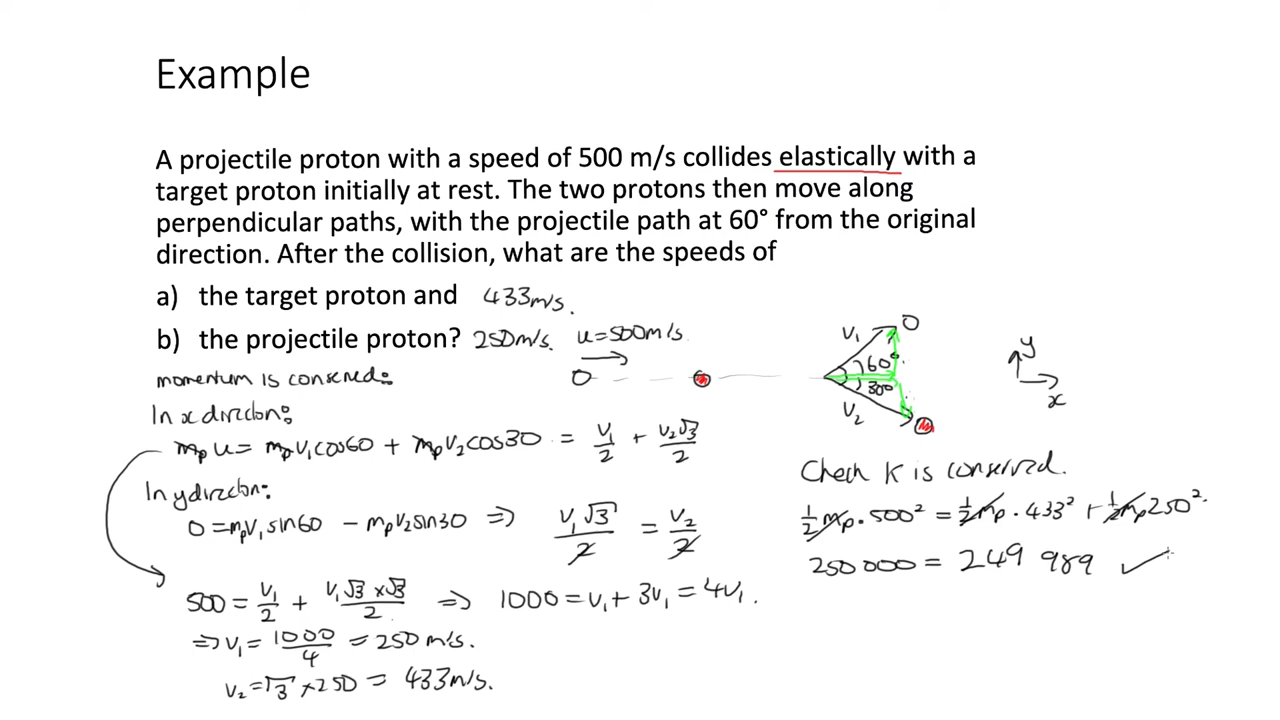 Example
A projectile proton with a speed of 500 m/s collides elastically with a
target proton initially at rest. The two protons then move along
perpendicular paths, with the projectile path at 60° from the original
direction. After the collision, what are the speeds of
a) the target proton and 433m/s.
b) the projectile proton? 250m/s. u=500m/s.
momentum is conserved:
In x direction:
mₚu = mₚv₁cos60 + mₚv₂cos30 = v₁/2 + v₂√3/2
In y direction:
0 = mₚv₁sin60 − mₚv₂sin30 ⇒ v₁√3/2 = v₂/2
500 = v₁/2 + v₁√3×√3/2 ⇒ 1000 = v₁ + 3v₁ = 4v₁.
⇒ v₁ = 1000/4 = 250 m/s.
v₂ = √3 × 250 = 433 m/s.
v₁
60°
30°
v₂
y
x
Check K is conserved.
½mₚ·500² = ½mₚ·433² + ½mₚ250².
250000 = 249 989 ✓